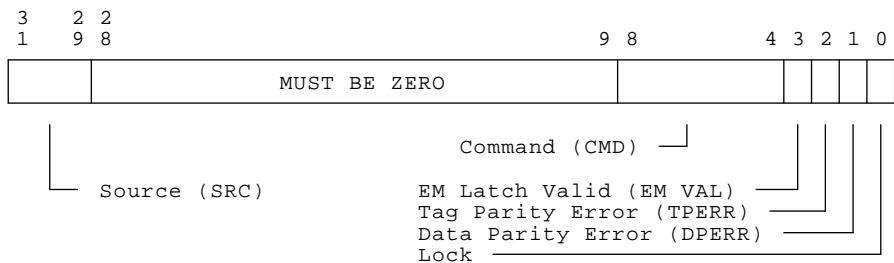 3 2 2
1 9 8 9 8 4 3 2 1 0
MUST BE ZERO
Command (CMD)
Source (SRC) EM Latch Valid (EM VAL)
Tag Parity Error (TPERR)
Data Parity Error (DPERR)
Lock